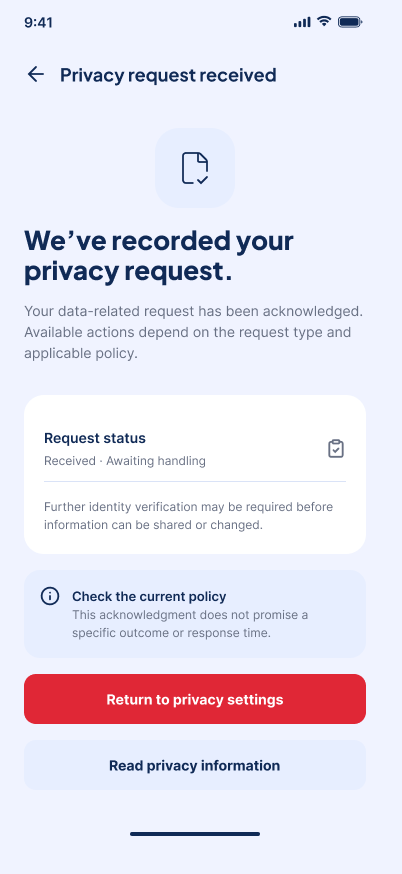 9:41
Privacy request received
We’ve recorded your
privacy request.
Your data-related request has been acknowledged.
Available actions depend on the request type and
applicable policy.
Request status
Received · Awaiting handling
Further identity verification may be required before
information can be shared or changed.
Check the current policy
This acknowledgment does not promise a
specific outcome or response time.
Return to privacy settings
Read privacy information